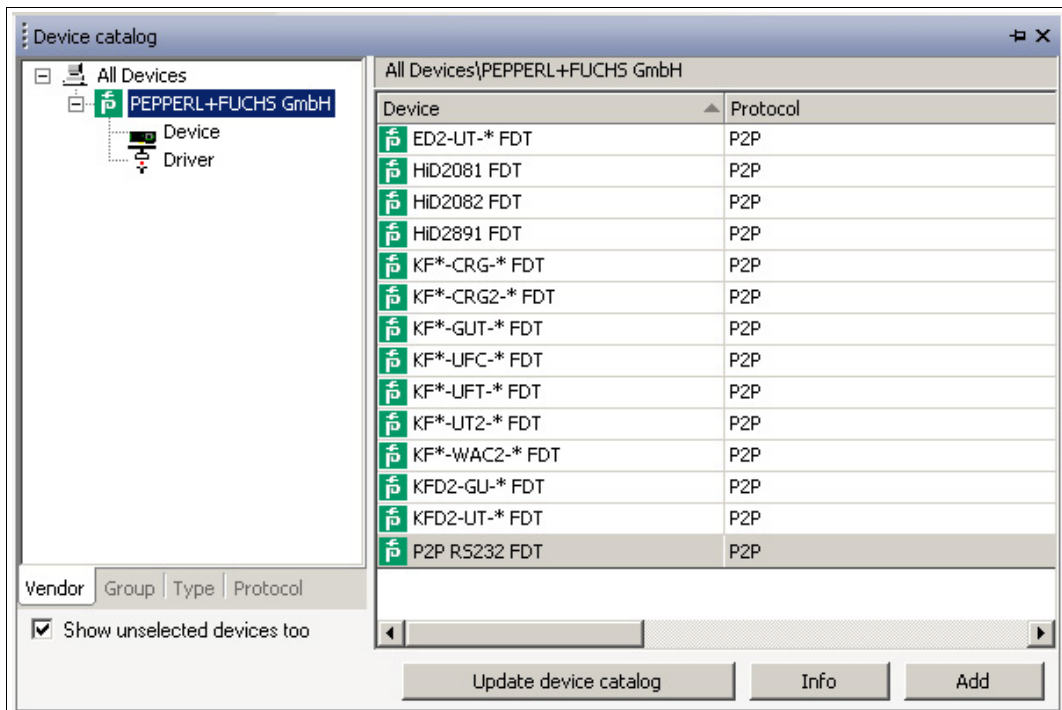 Device catalog
All Devices
PEPPERL+FUCHS GmbH
Device
Driver
Vendor Group Type Protocol
Show unselected devices too
All Devices\PEPPERL+FUCHS GmbH
Device Protocol
ED2-UT-* FDT P2P
HiD2081 FDT P2P
HiD2082 FDT P2P
HiD2891 FDT P2P
KF*-CRG-* FDT P2P
KF*-CRG2-* FDT P2P
KF*-GUT-* FDT P2P
KF*-UFC-* FDT P2P
KF*-UFT-* FDT P2P
KF*-UT2-* FDT P2P
KF*-WAC2-* FDT P2P
KFD2-GU-* FDT P2P
KFD2-UT-* FDT P2P
P2P RS232 FDT P2P
Update device catalog Info Add